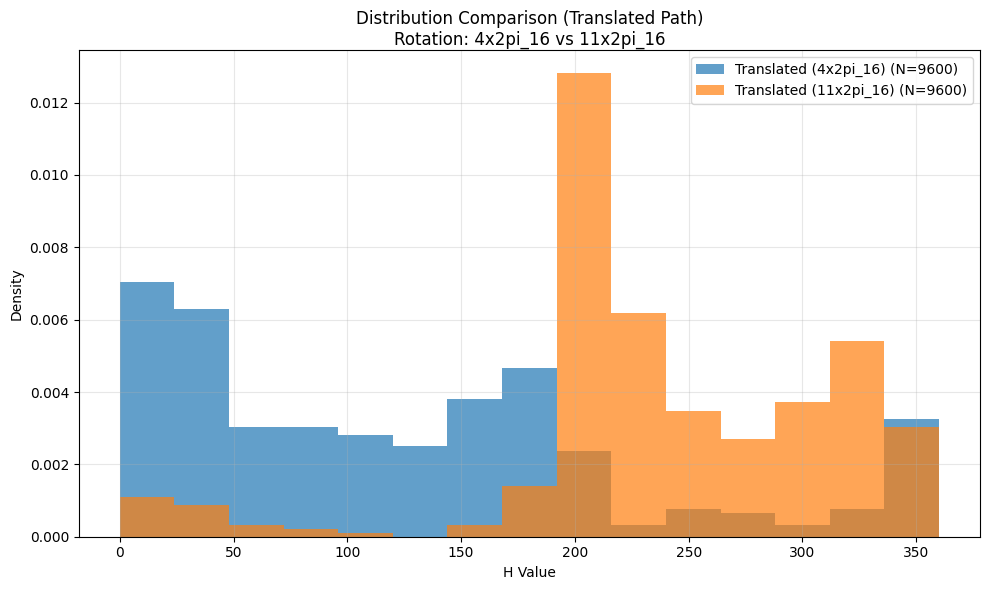 Distribution Comparison (Translated Path)
Rotation: 4x2pi_16 vs 11x2pi_16
Translated (4x2pi_16) (N=9600)
Translated (11x2pi_16) (N=9600)
Density
0.012
0.010
0.008
0.006
0.004
0.002
0.000
0 50 100 150 200 250 300 350
H Value